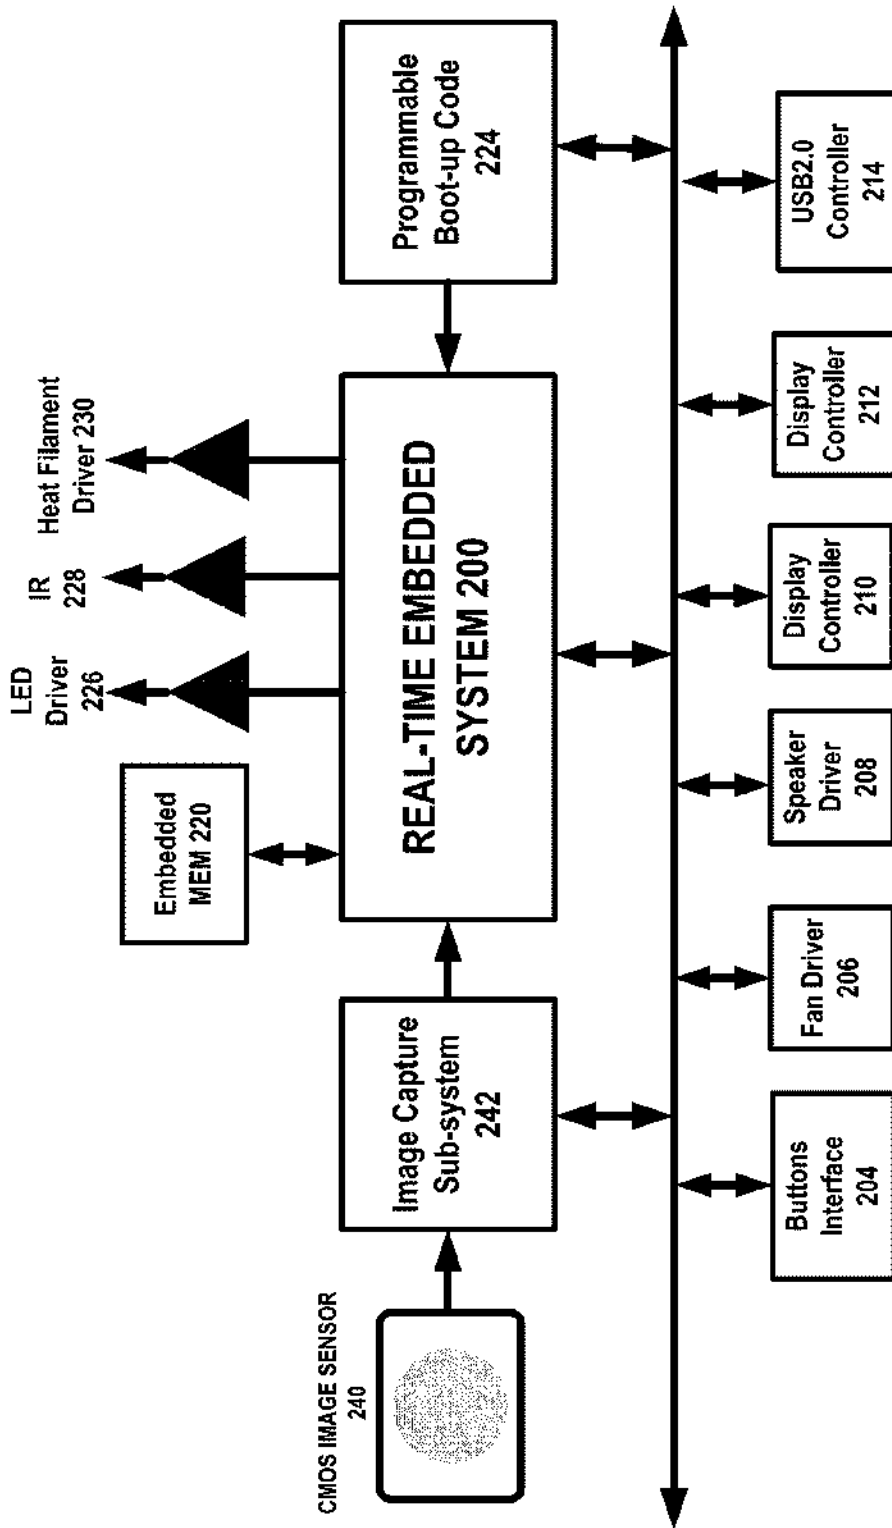 LED
Driver
226
IR
228
Heat Filament
Driver 230
Embedded
MEM 220
CMOS IMAGE SENSOR
240
Image Capture
Sub-system
242
REAL-TIME EMBEDDED
SYSTEM 200
Programmable
Boot-up Code
224
Buttons
Interface
204
Fan Driver
206
Speaker
Driver
208
Display
Controller
210
Display
Controller
212
USB2.0
Controller
214